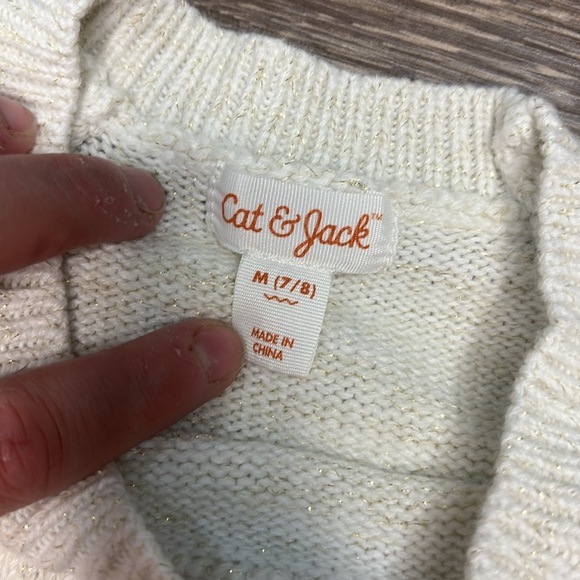 Cat & Jack™
M (7/8)
MADE IN
CHINA